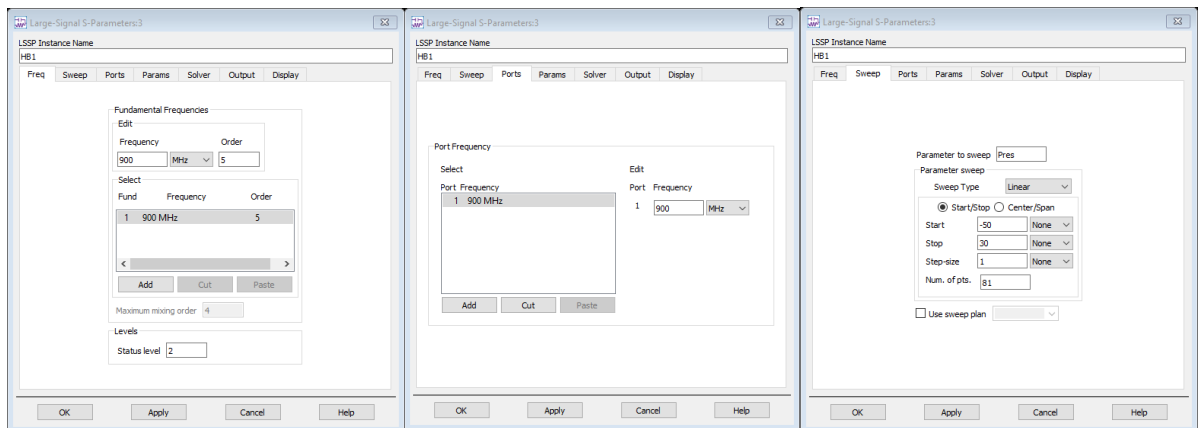 Large-Signal S-Parameters:3
LSSP Instance Name
HB1
Freq Sweep Ports Params Solver Output Display
Fundamental Frequencies
Edit
Frequency Order
900 MHz 5
Select
Fund Frequency Order
1 900 MHz 5
Add Cut Paste
Maximum mixing order 4
Levels
Status level 2
OK Apply Cancel Help
Large-Signal S-Parameters:3
LSSP Instance Name
HB1
Freq Sweep Ports Params Solver Output Display
Port Frequency
Select Edit
Port Frequency Port Frequency
1 900 MHz 1 900 MHz
Add Cut Paste
OK Apply Cancel Help
Large-Signal S-Parameters:3
LSSP Instance Name
HB1
Freq Sweep Ports Params Solver Output Display
Parameter to sweep Pres
Parameter sweep
Sweep Type Linear
Start/Stop Center/Span
Start -50 None
Stop 30 None
Step-size 1 None
Num. of pts. 81
Use sweep plan
OK Apply Cancel Help